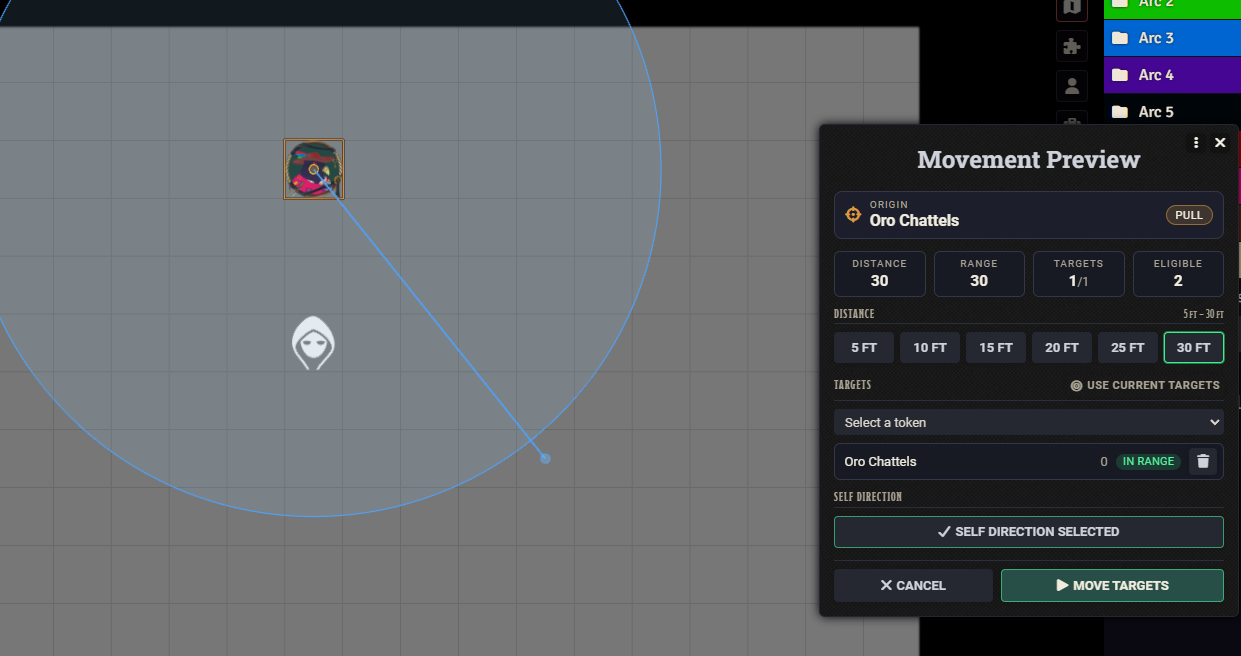 Arc 2
Arc 3
Arc 4
Arc 5
Movement Preview
ORIGIN
Oro Chattels
PULL
DISTANCE
30
RANGE
30
TARGETS
1/1
ELIGIBLE
2
DISTANCE
5 FT – 30 FT
5 FT
10 FT
15 FT
20 FT
25 FT
30 FT
TARGETS
USE CURRENT TARGETS
Select a token
Oro Chattels
0
IN RANGE
SELF DIRECTION
SELF DIRECTION SELECTED
CANCEL
MOVE TARGETS